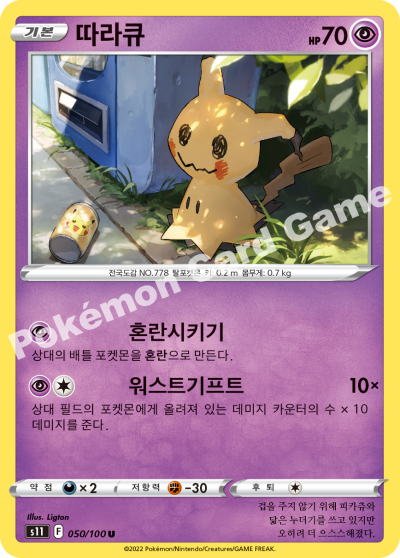 기본 따라큐 HP 70
전국도감 NO.778 탈포켓몬 키: 0.2 m 몸무게: 0.7 kg
Pokémon Card Game
혼란시키기
상대의 배틀 포켓몬을 혼란으로 만든다.
워스트기프트 10×
상대 필드의 포켓몬에게 올려져 있는 데미지 카운터의 수 × 10
데미지를 준다.
약점 ×2 저항력 -30 후퇴
Illus. Ligton
s11 F 050/100 U
겁을 주지 않기 위해 피카츄와
닮은 누더기를 쓰고 있지만
오히려 더 으스스해졌다.
©2022 Pokémon/Nintendo/Creatures/GAME FREAK.